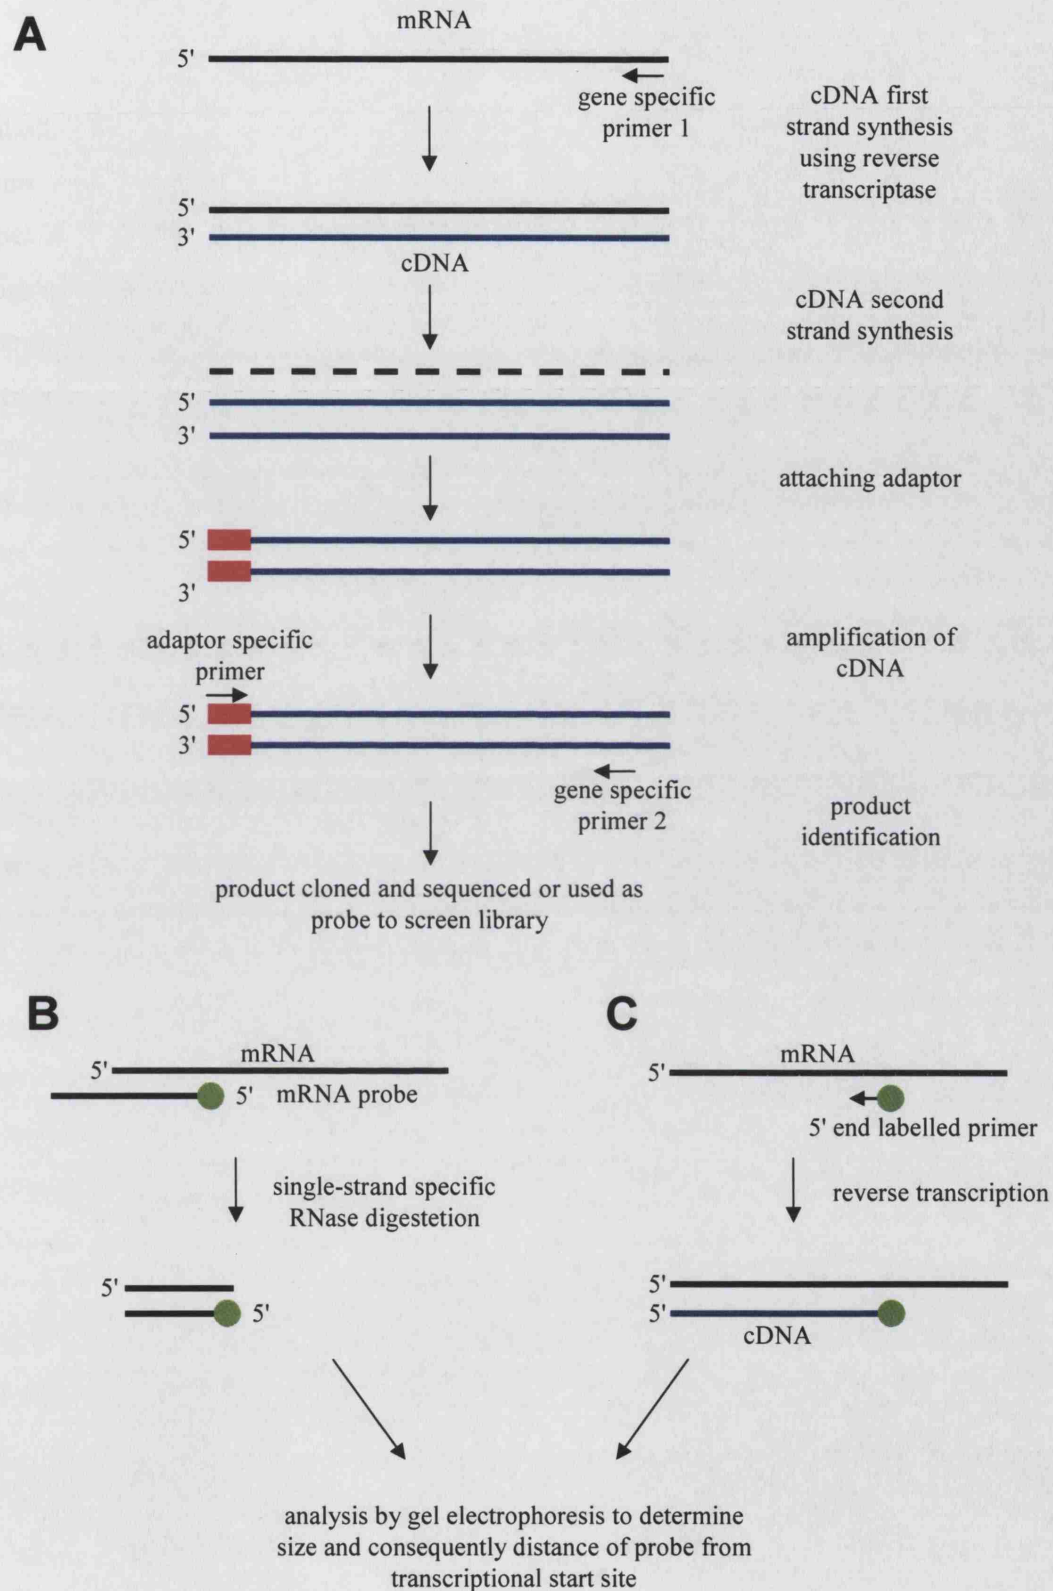 A
mRNA
5'
gene specific
primer 1
cDNA first
strand synthesis
using reverse
transcriptase
5'
3'
cDNA
cDNA second
strand synthesis
5'
3'
attaching adaptor
5'
3'
adaptor specific
primer
amplification of
cDNA
5'
3'
gene specific
primer 2
product
identification
product cloned and sequenced or used as
probe to screen library
B
mRNA
5'
5' mRNA probe
single-strand specific
RNase digestetion
5'
5'
C
mRNA
5'
5' end labelled primer
reverse transcription
5'
5'
cDNA
analysis by gel electrophoresis to determine
size and consequently distance of probe from
transcriptional start site